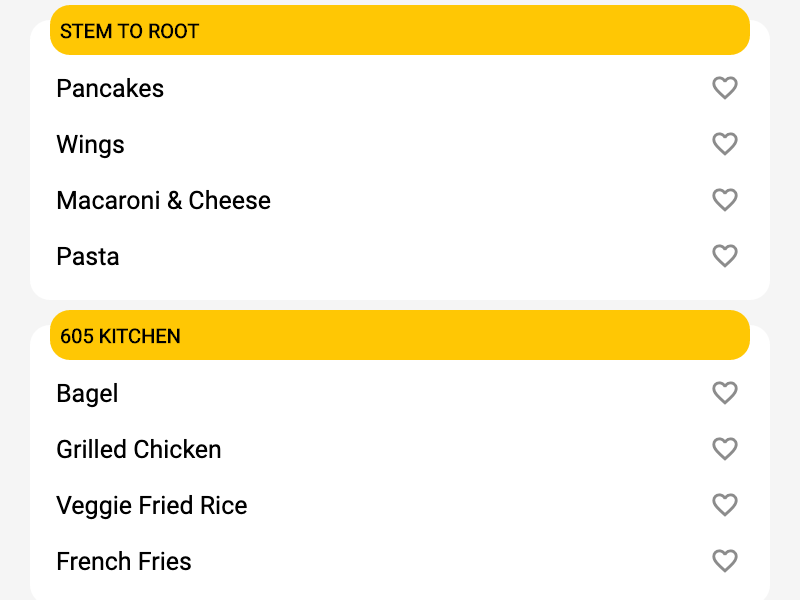 STEM TO ROOT
Pancakes
Wings
Macaroni & Cheese
Pasta
605 KITCHEN
Bagel
Grilled Chicken
Veggie Fried Rice
French Fries